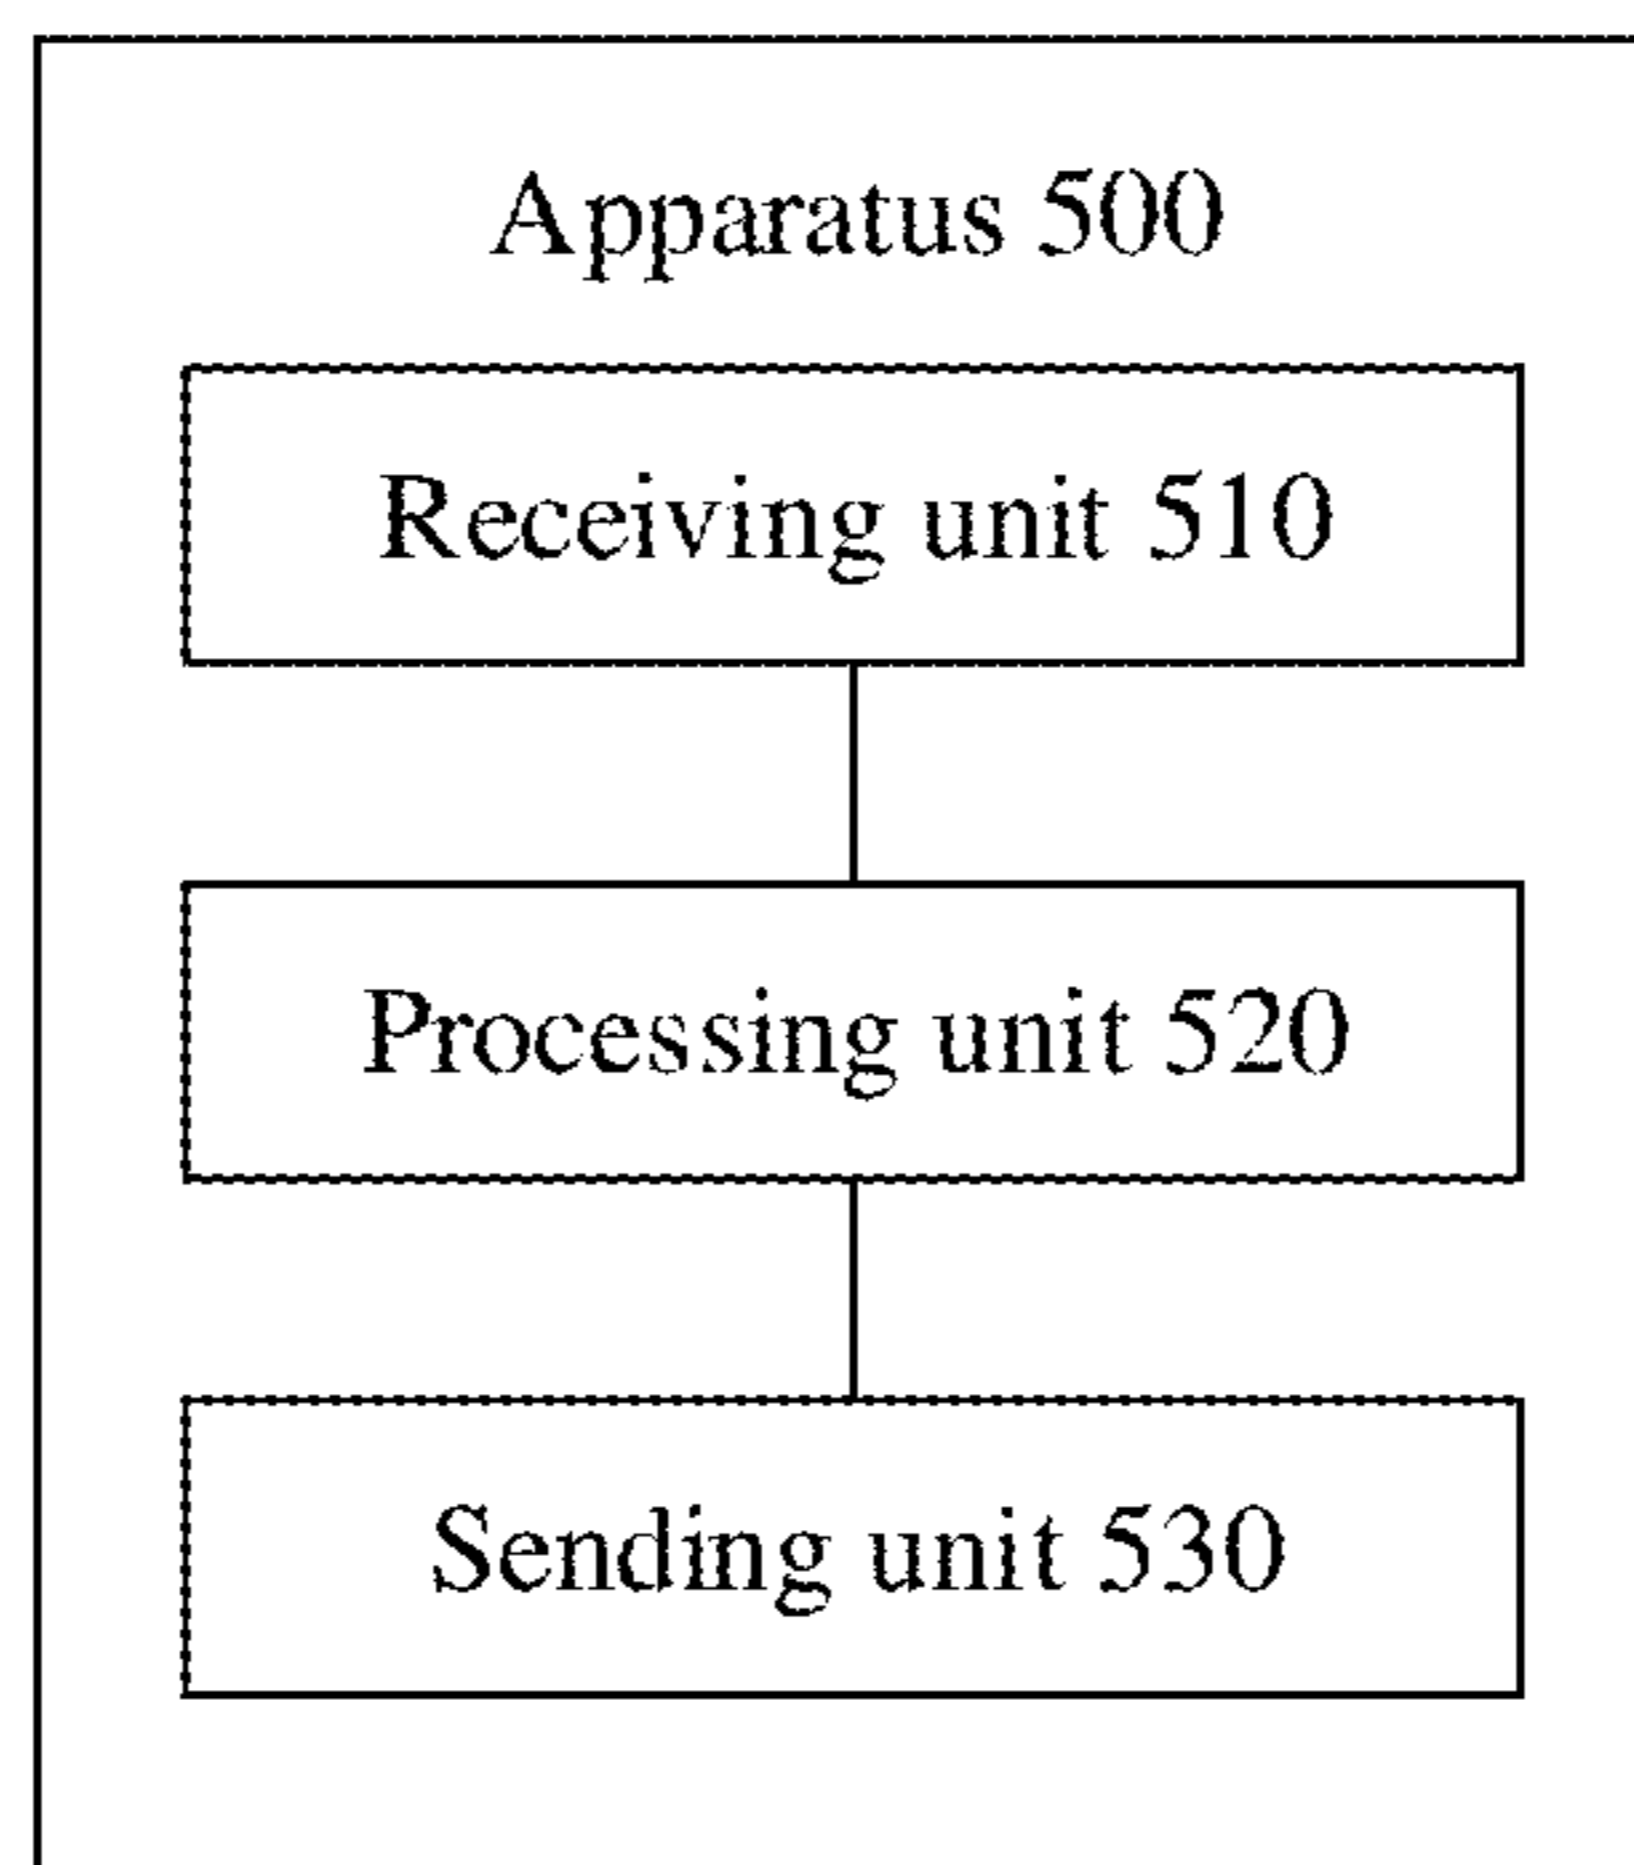 Apparatus 500
Receiving unit 510
Processing unit 520
Sending unit 530